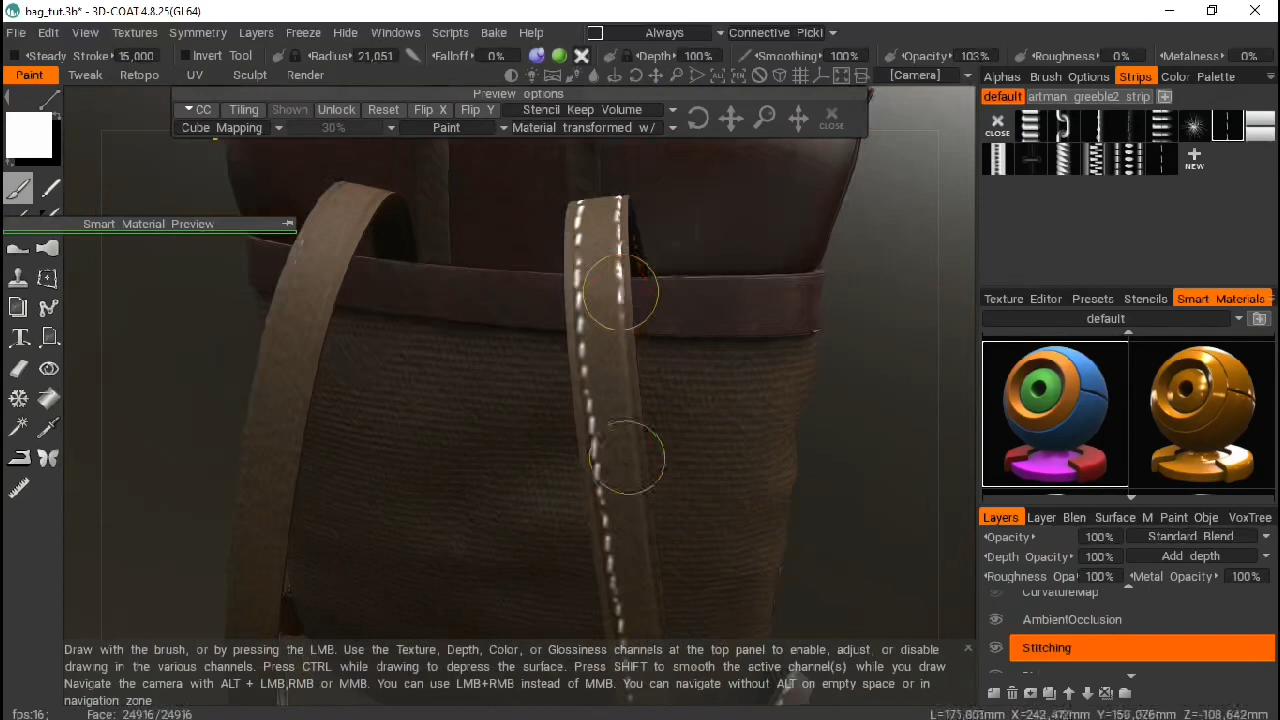 bag_tut.3b* - 3D-COAT4.8.25(GL64)
File Edit View Textures Symmetry Layers Freeze Hide Windows Scripts Bake Help Always Connective Picki
Steady Stroke 15,000 Invert Tool Radius 21,051 Falloff 0% Depth 100% Smoothing 100% Opacity 103% Roughness 0% Metalness 0%
Paint Tweak Retopo UV Sculpt Render [Camera] Alphas Brush Options Strips Color Palette
Preview options
default artman greeble2 strip
CC Tiling Shown Unlock Reset Flip X Flip Y Stencil Keep Volume
Cube Mapping 30% Paint Material transformed w/ CLOSE
CLOSE
NEW
Smart Material Preview
Texture Editor Presets Stencils Smart Materials
default
Layers Layer Blen Surface M Paint Obje VoxTree
Opacity 100% Standard Blend
Depth Opacity 100% Add depth
Roughness Opa 100% Metal Opacity 100%
CurvatureMap
AmbientOcclusion
Stitching
Draw with the brush, or by pressing the LMB. Use the Texture, Depth, Color, or Glossiness channels at the top panel to enable, adjust, or disable
drawing in the various channels. Press CTRL while drawing to depress the surface. Press SHIFT to smooth the active channel(s) while you draw
Navigate the camera with ALT + LMB,RMB or MMB. You can use LMB+RMB instead of MMB. You can navigate without ALT on empty space or in
navigation zone
fps:16; Face: 24916/24916 X=242,472mm Y=156,076mm Z=-108,642mm